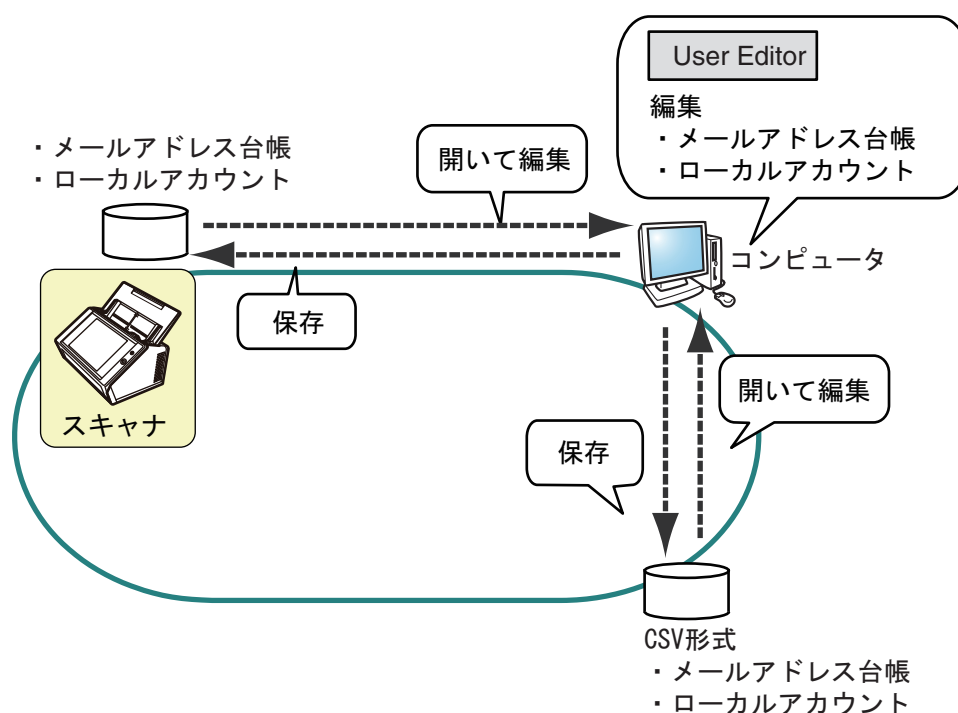 User Editor
編集
・メールアドレス台帳
・ローカルアカウント
・メールアドレス台帳
・ローカルアカウント
開いて編集
コンピュータ
保存
スキャナ
開いて編集
保存
CSV形式
・メールアドレス台帳
・ローカルアカウント